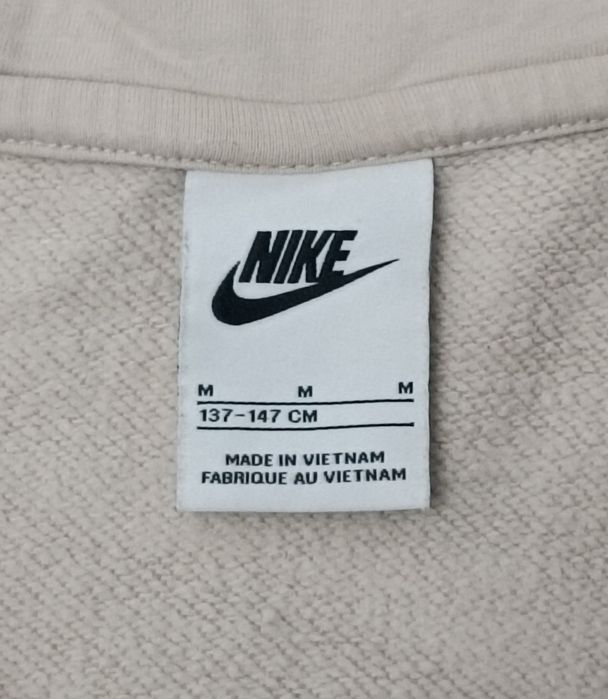 NIKE
M M M
137-147 CM
MADE IN VIETNAM
FABRIQUE AU VIETNAM